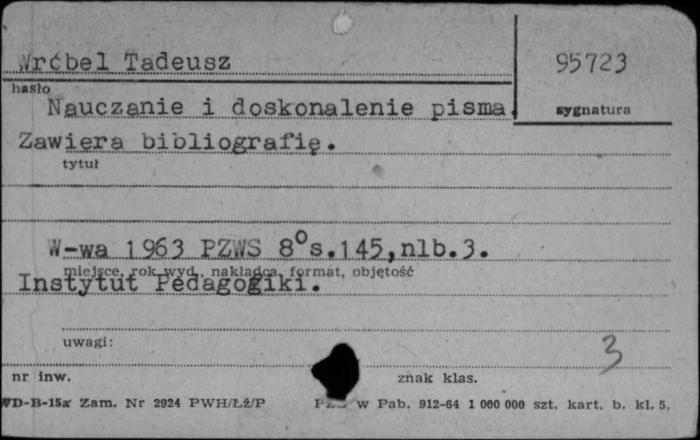 Wróbel Tadeusz
95723
hasło
Nauczanie i doskonalenie pisma.
sygnatura
Zawiera bibliografię.
tytuł
W-wa 1963 PZWS 8° s.145,nlb.3.
miejsce, rok wyd., nakładca, format, objętość
Instytut Pedagogiki.
uwagi:
3
nr inw.
znak klas.
WD-B-15a Zam. Nr 2924 PWH/Łż/P w Pab. 912-64 1 000 000 szt. kart. b. kl. 5.